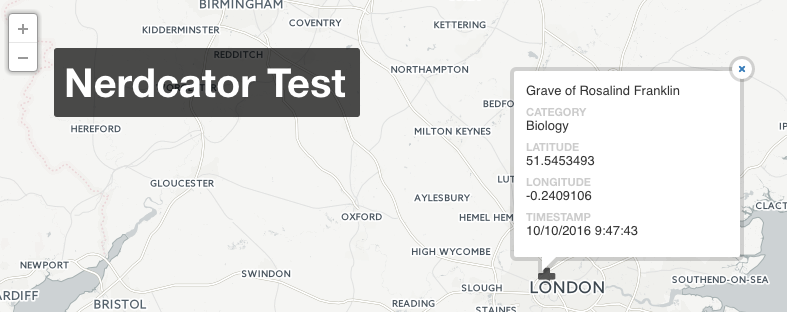 +
−
BIRMINGHAM
COVENTRY
KETTERING
KIDDERMINSTER
REDDITCH
Nerdcator Test
NORTHAMPTON
BEDFO
HEREFORD
MILTON KEYNES
GLOUCESTER
LUT
AYLESBURY
OXFORD
HEMEL HEM
HIGH WYCOMBE
NEWPORT
SWINDON
ARDIFF
BRISTOL
SLOUGH
LONDON
READING
STAINES
SOUTHEND-ON-SEA
IP
CLACT
×
Grave of Rosalind Franklin
CATEGORY
Biology
LATITUDE
51.5453493
LONGITUDE
-0.2409106
TIMESTAMP
10/10/2016 9:47:43